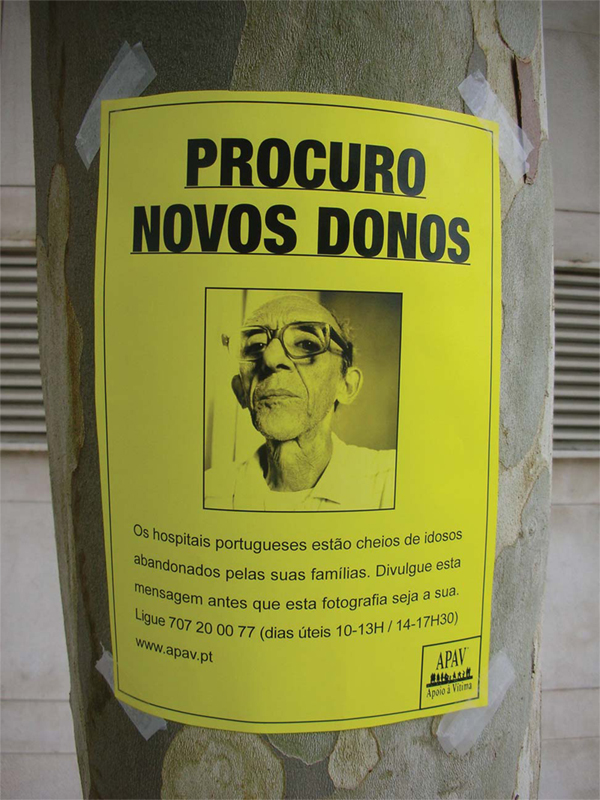 PROCURO
NOVOS DONOS
Os hospitais portugueses estão cheios de idosos
abandonados pelas suas famílias. Divulgue esta
mensagem antes que esta fotografia seja a sua.
Ligue 707 20 00 77 (dias úteis 10-13H / 14-17H30)
www.apav.pt
APAV
Apoio à Vítima